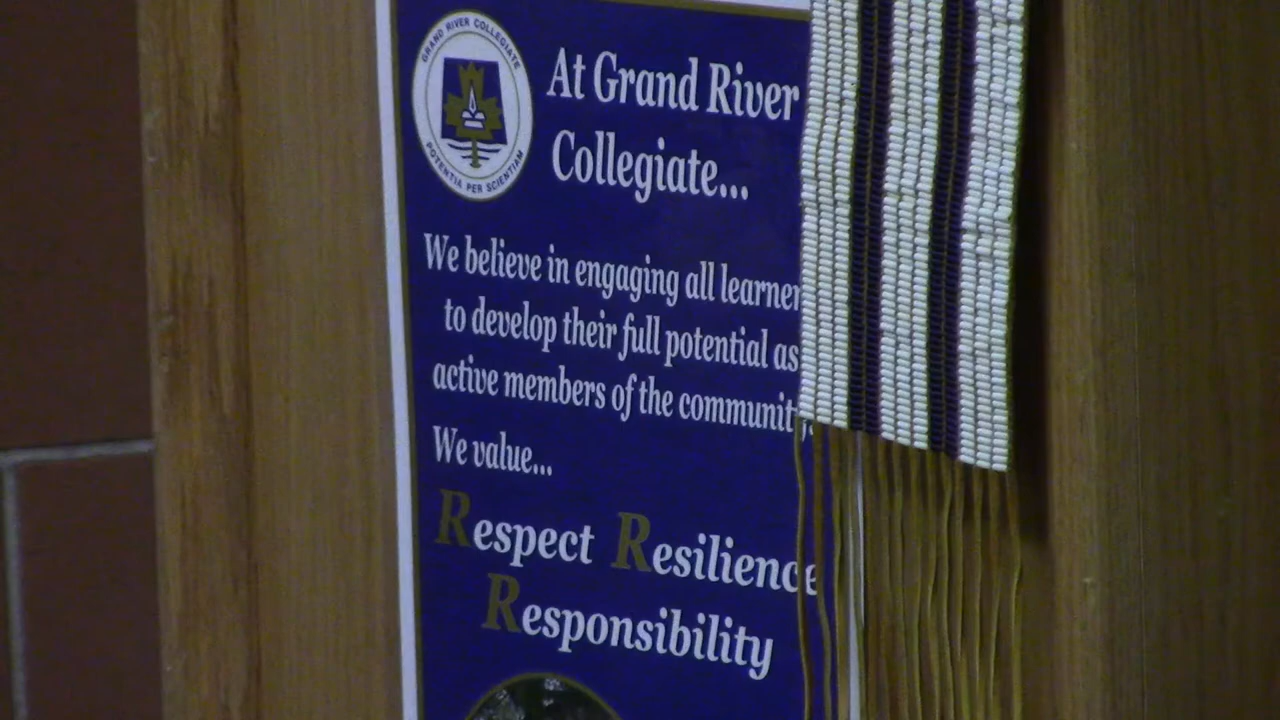 GRAND RIVER COLLEGIATE
POTENTIA PER SCIENTIAM
At Grand River
Collegiate...
We believe in engaging all learner
to develop their full potential as
active members of the community.
We value...
Respect Resilience
Responsibility